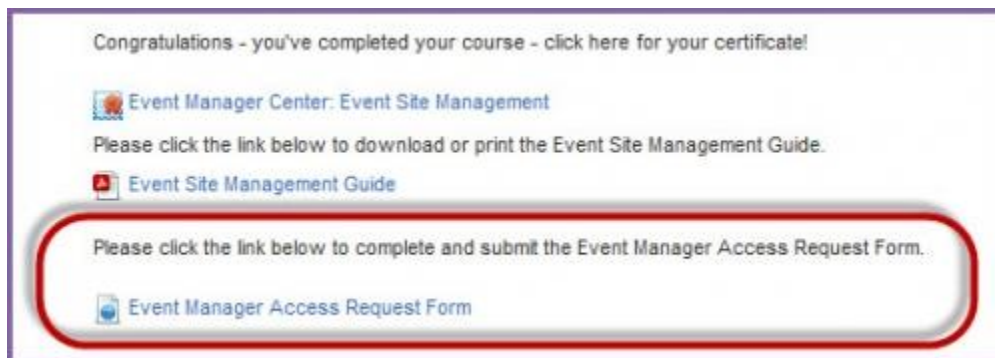 Congratulations - you've completed your course - click here for your certificate!
Event Manager Center: Event Site Management
Please click the link below to download or print the Event Site Management Guide.
Event Site Management Guide
Please click the link below to complete and submit the Event Manager Access Request Form.
Event Manager Access Request Form